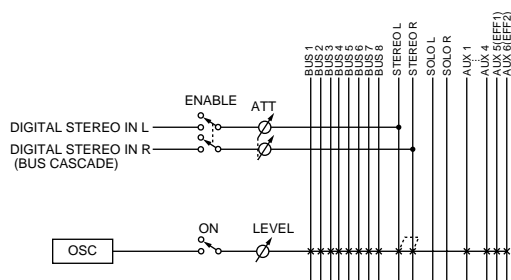 BUS 1
BUS 2
BUS 3
BUS 4
BUS 5
BUS 6
BUS 7
BUS 8
STEREO L
STEREO R
SOLO L
SOLO R
AUX 1
...
AUX 4
AUX 5(EFF1)
AUX 6(EFF2)
ENABLE
ATT
DIGITAL STEREO IN L
DIGITAL STEREO IN R
(BUS CASCADE)
ON
LEVEL
OSC